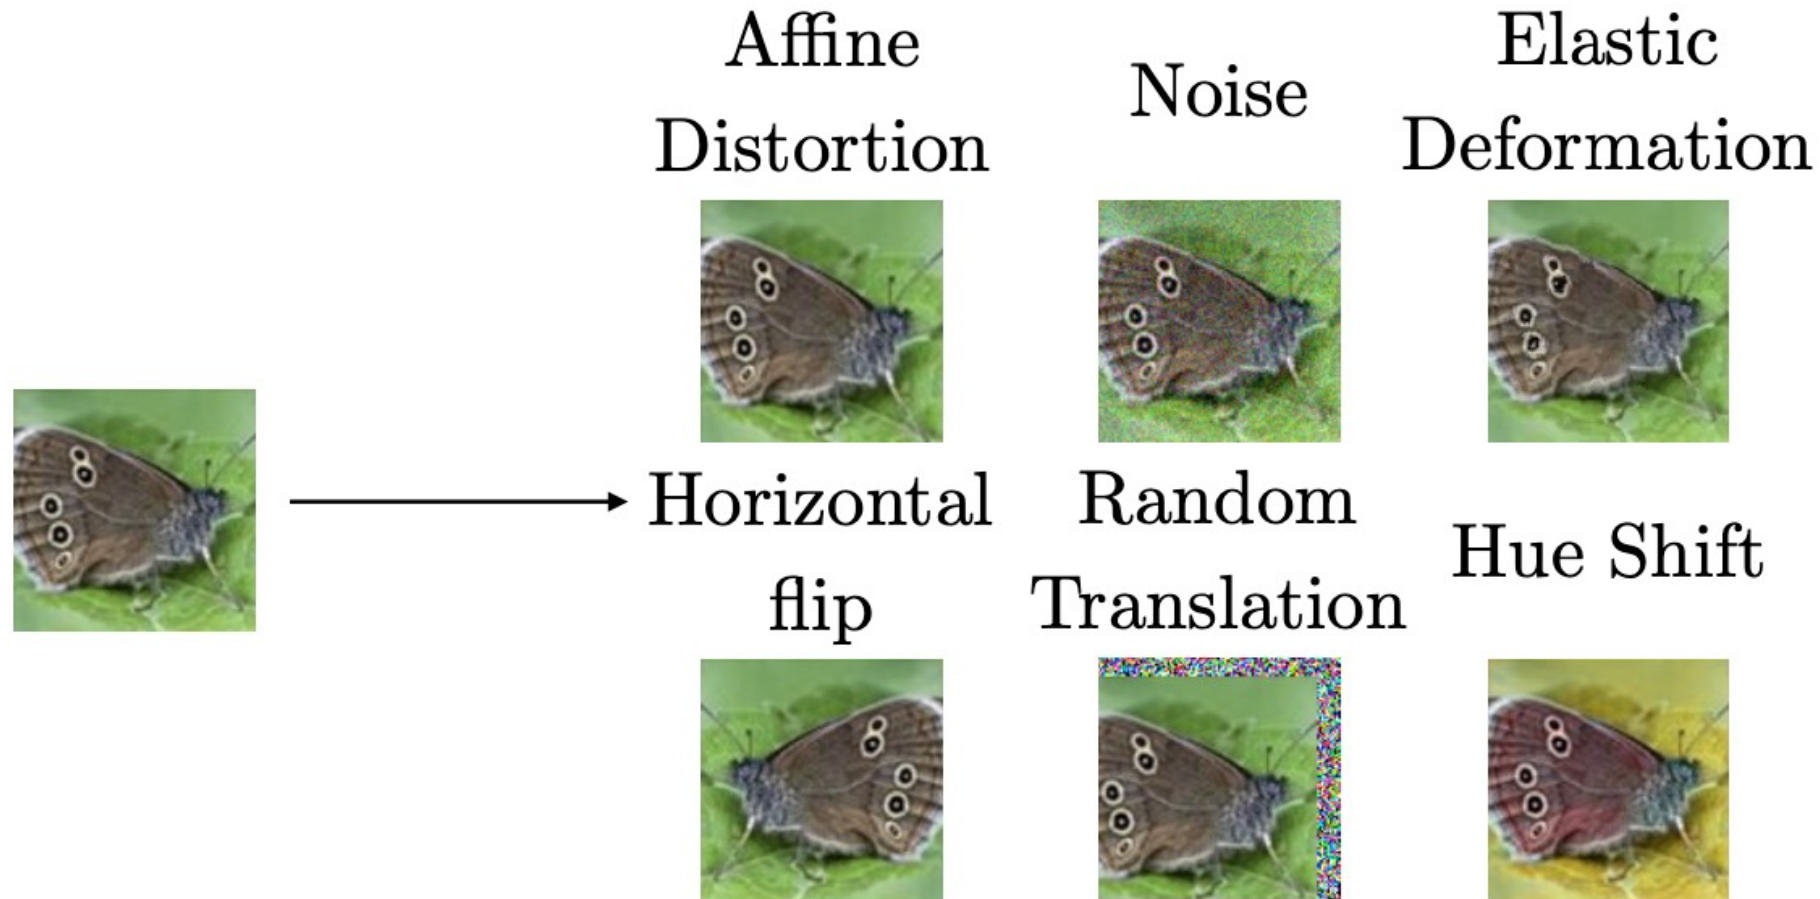 Affine
Distortion
Noise
Elastic
Deformation
Horizontal
flip
Random
Translation
Hue Shift